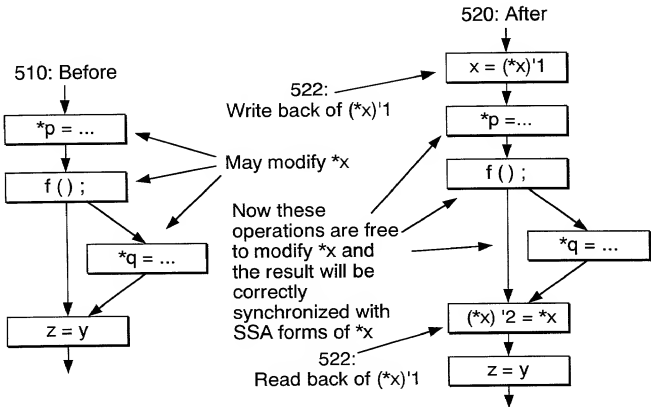 510: Before
*p = ...
f ( ) ;
*q = ...
z = y
May modify *x
520: After
522:
Write back of (*x)'1
x = (*x)'1
*p =...
f ( ) ;
Now these
operations are free
to modify *x and
the result will be
correctly
synchronized with
SSA forms of *x
*q = ...
(*x) '2 = *x
522:
Read back of (*x)'1
z = y